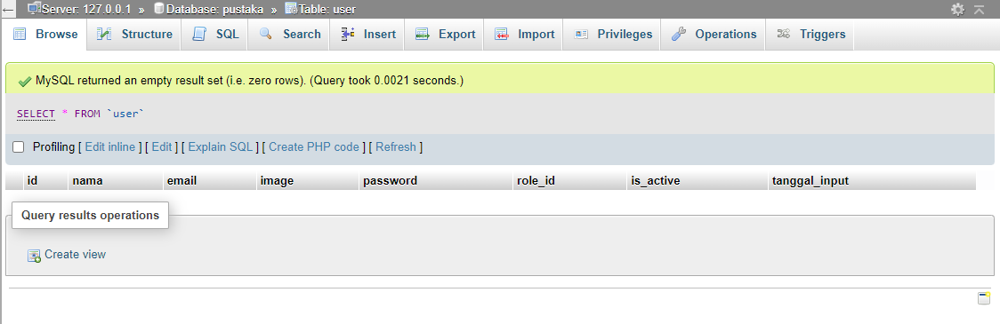 Server: 127.0.0.1 » Database: pustaka » Table: user
Browse Structure SQL Search Insert Export Import Privileges Operations Triggers
MySQL returned an empty result set (i.e. zero rows). (Query took 0.0021 seconds.)
SELECT * FROM `user`
Profiling [ Edit inline ] [ Edit ] [ Explain SQL ] [ Create PHP code ] [ Refresh ]
id nama email image password role_id is_active tanggal_input
Query results operations
Create view